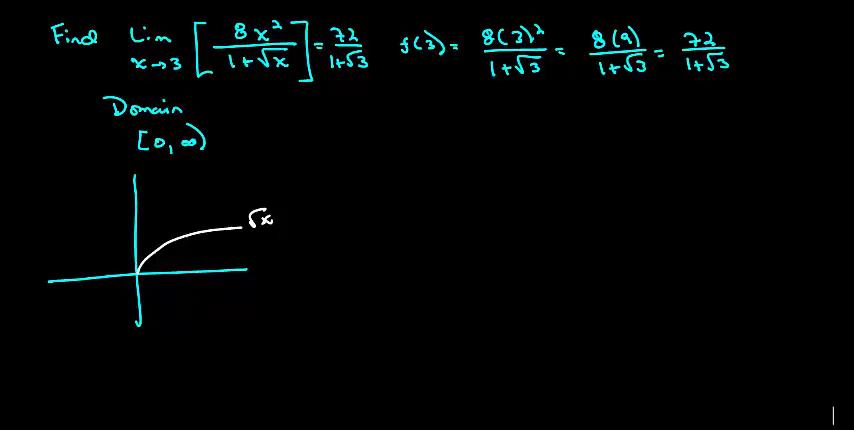 Find Lim x→3 [8x²/(1+√x)] = 72/(1+√3) f(3) = 8(3)²/(1+√3) = 8(9)/(1+√3) = 72/(1+√3)
Domain
[0, ∞)
√x